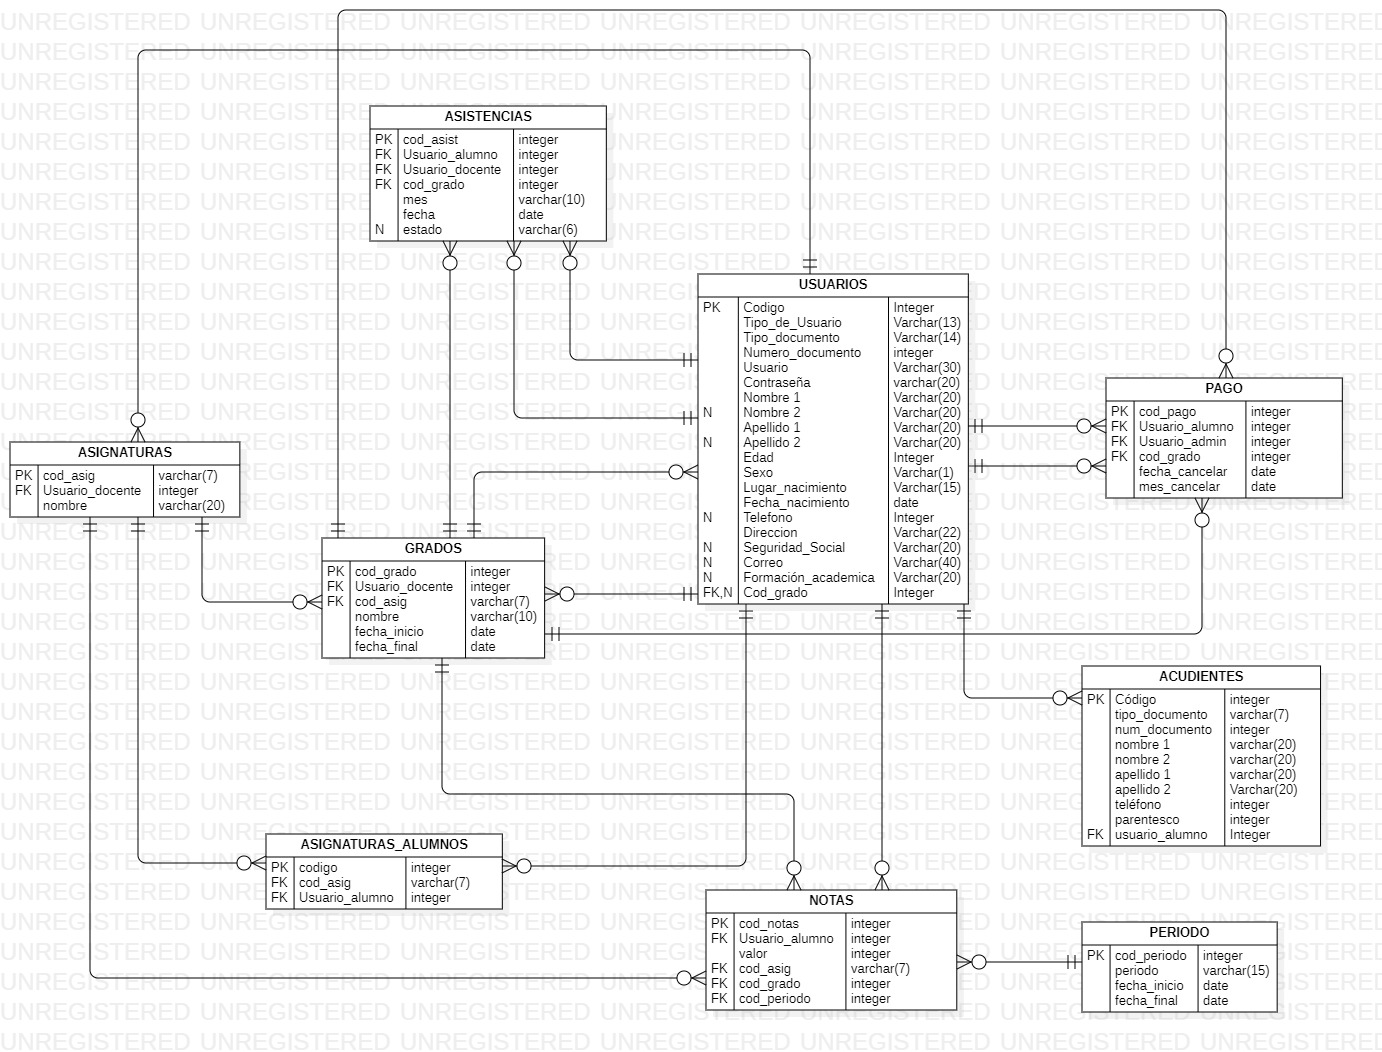 ASISTENCIAS
PK cod_asist integer
FK Usuario_alumno integer
FK Usuario_docente integer
FK cod_grado integer
mes varchar(10)
fecha date
N estado varchar(6)
USUARIOS
PK Codigo Integer
Tipo_de_Usuario Varchar(13)
Tipo_documento Varchar(14)
Numero_documento integer
Usuario Varchar(30)
Contraseña varchar(20)
Nombre 1 Varchar(20)
N Nombre 2 Varchar(20)
Apellido 1 Varchar(20)
N Apellido 2 Varchar(20)
Edad Integer
Sexo Varchar(1)
Lugar_nacimiento Varchar(15)
Fecha_nacimiento date
N Telefono Integer
Direccion Varchar(22)
N Seguridad_Social Varchar(20)
N Correo Varchar(40)
N Formación_academica Varchar(20)
FK,N Cod_grado Integer
PAGO
PK cod_pago integer
FK Usuario_alumno integer
FK Usuario_admin integer
FK cod_grado integer
fecha_cancelar date
mes_cancelar date
ASIGNATURAS
PK cod_asig varchar(7)
FK Usuario_docente integer
nombre varchar(20)
GRADOS
PK cod_grado integer
FK Usuario_docente integer
FK cod_asig varchar(7)
nombre varchar(10)
fecha_inicio date
fecha_final date
ACUDIENTES
PK Código integer
tipo_documento varchar(7)
num_documento integer
nombre 1 varchar(20)
nombre 2 varchar(20)
apellido 1 varchar(20)
apellido 2 Varchar(20)
teléfono integer
parentesco integer
FK usuario_alumno Integer
ASIGNATURAS_ALUMNOS
PK codigo integer
FK cod_asig varchar(7)
FK Usuario_alumno integer
NOTAS
PK cod_notas integer
FK Usuario_alumno integer
valor integer
FK cod_asig varchar(7)
FK cod_grado integer
FK cod_periodo integer
PERIODO
PK cod_periodo integer
periodo varchar(15)
fecha_inicio date
fecha_final date
UNREGISTERED UNREGISTERED UNREGISTERED UNREGISTERED UNREGISTERED UNREGISTERED UNREGISTERED